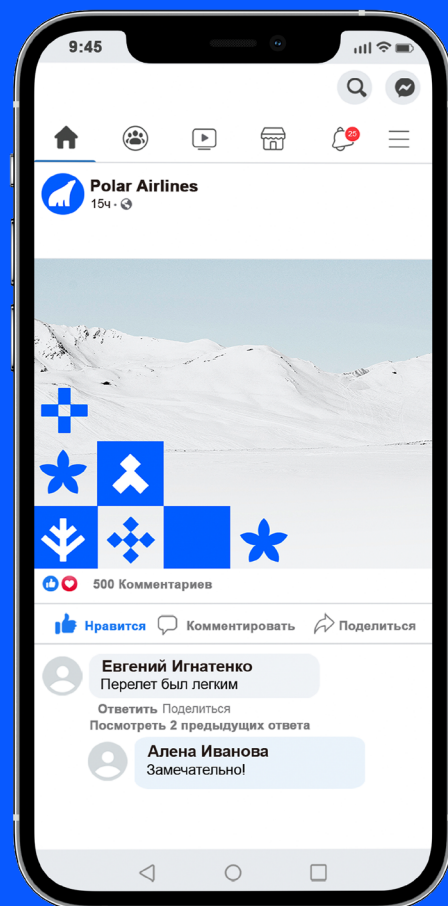 9:45
25
Polar Airlines
15ч ·
500 Комментариев
Нравится Комментировать Поделиться
Евгений Игнатенко
Перелет был легким
Ответить Поделиться
Посмотреть 2 предыдущих ответа
Алена Иванова
Замечательно!